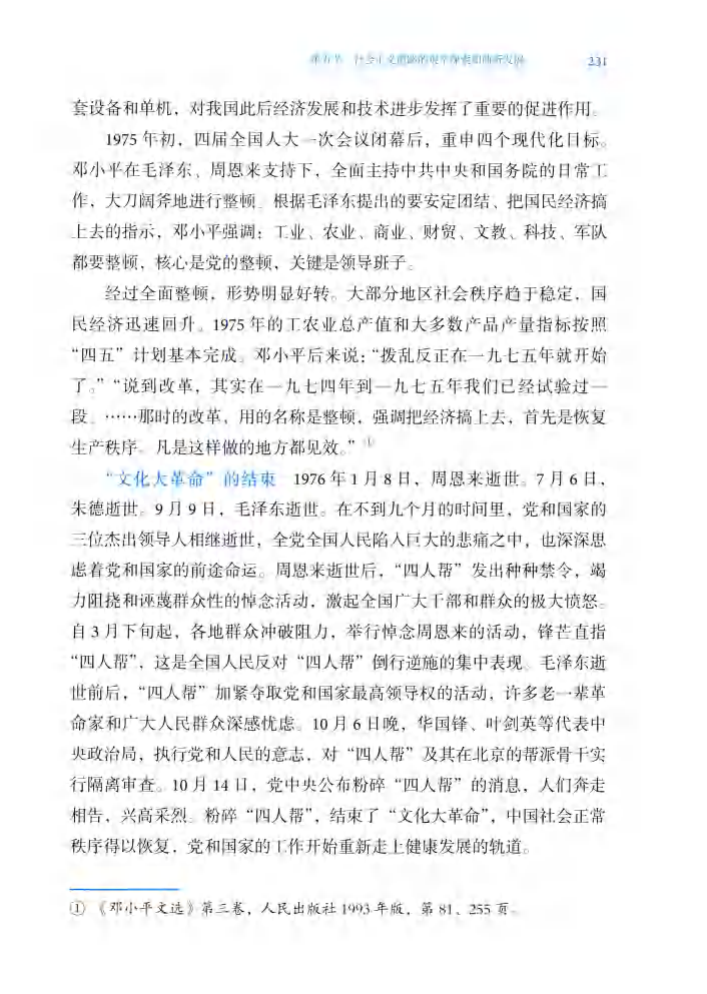 231
套设备和单机，对我国此后经济发展和技术进步发挥了重要的促进作用。
1975 年初，四届全国人大一次会议闭幕后，重申四个现代化目标。
邓小平在毛泽东、周恩来支持下，全面主持中共中央和国务院的日常工
作，大刀阔斧地进行整顿。根据毛泽东提出的要安定团结、把国民经济搞
上去的指示，邓小平强调：工业、农业、商业、财贸、文教、科技、军队
都要整顿，核心是党的整顿，关键是领导班子。
经过全面整顿，形势明显好转。大部分地区社会秩序趋于稳定，国
民经济迅速回升。1975 年的工农业总产值和大多数产品产量指标按照
“四五”计划基本完成。邓小平后来说：“拨乱反正在一九七五年就开始
了。”“说到改革，其实在一九七四年到一九七五年我们已经试验过一
段。……那时的改革，用的名称是整顿，强调把经济搞上去，首先是恢复
生产秩序。凡是这样做的地方都见效。”①
“文化大革命”的结束 1976 年 1 月 8 日，周恩来逝世。7 月 6 日，
朱德逝世。9 月 9 日，毛泽东逝世。在不到九个月的时间里，党和国家的
三位杰出领导人相继逝世，全党全国人民陷入巨大的悲痛之中，也深深思
虑着党和国家的前途命运。周恩来逝世后，“四人帮”发出种种禁令，竭
力阻挠和诬蔑群众性的悼念活动，激起全国广大干部和群众的极大愤怒。
自 3 月下旬起，各地群众冲破阻力，举行悼念周恩来的活动，锋芒直指
“四人帮”，这是全国人民反对“四人帮”倒行逆施的集中表现。毛泽东逝
世前后，“四人帮”加紧夺取党和国家最高领导权的活动，许多老一辈革
命家和广大人民群众深感忧虑。10 月 6 日晚，华国锋、叶剑英等代表中
央政治局，执行党和人民的意志，对“四人帮”及其在北京的帮派骨干实
行隔离审查。10 月 14 日，党中央公布粉碎“四人帮”的消息，人们奔走
相告，兴高采烈。粉碎“四人帮”，结束了“文化大革命”，中国社会正常
秩序得以恢复，党和国家的工作开始重新走上健康发展的轨道。
① 《邓小平文选》第三卷，人民出版社 1993 年版，第 81、255 页。